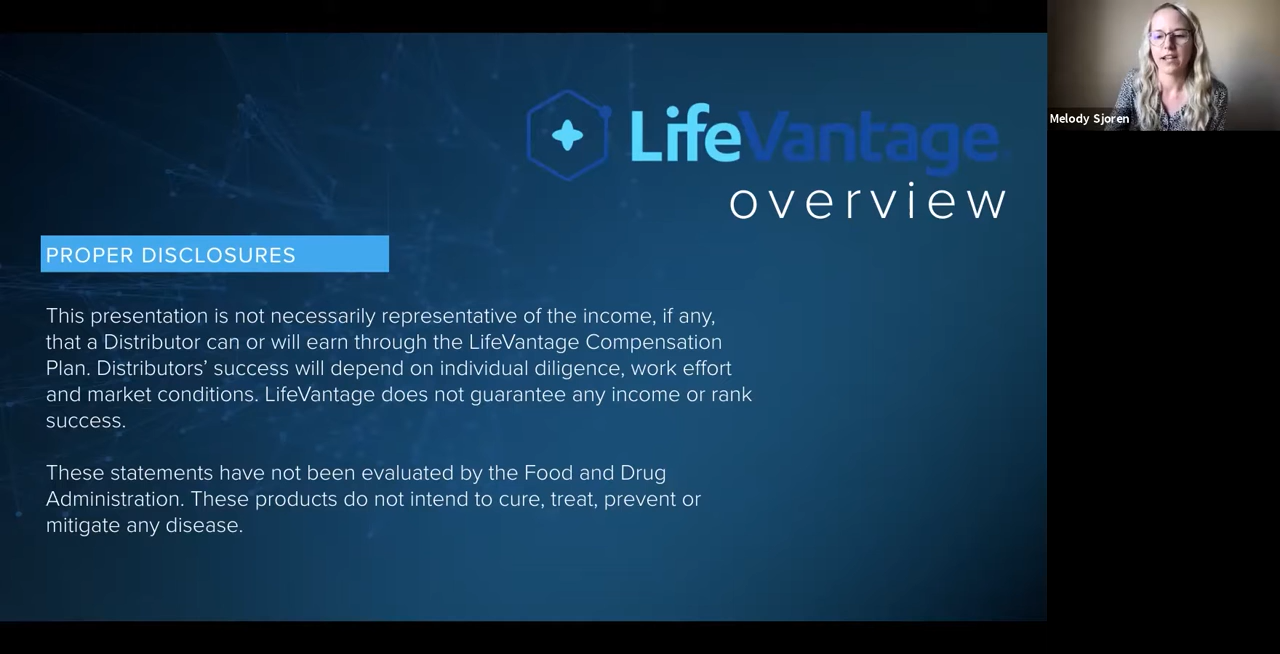 LifeVantage
overview
Melody Sjoren
PROPER DISCLOSURES
This presentation is not necessarily representative of the income, if any,
that a Distributor can or will earn through the LifeVantage Compensation
Plan. Distributors’ success will depend on individual diligence, work effort
and market conditions. LifeVantage does not guarantee any income or rank
success.
These statements have not been evaluated by the Food and Drug
Administration. These products do not intend to cure, treat, prevent or
mitigate any disease.